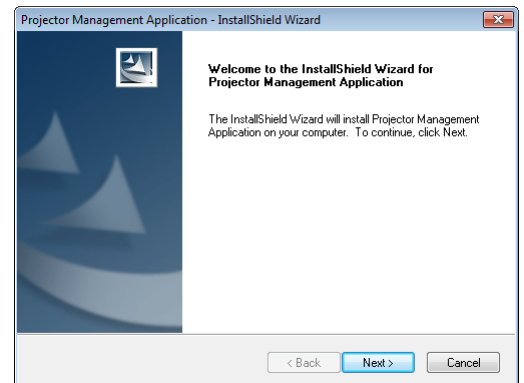 Projector Management Application - InstallShield Wizard
Welcome to the InstallShield Wizard for
Projector Management Application
The InstallShield Wizard will install Projector Management
Application on your computer. To continue, click Next.
< Back
Next >
Cancel